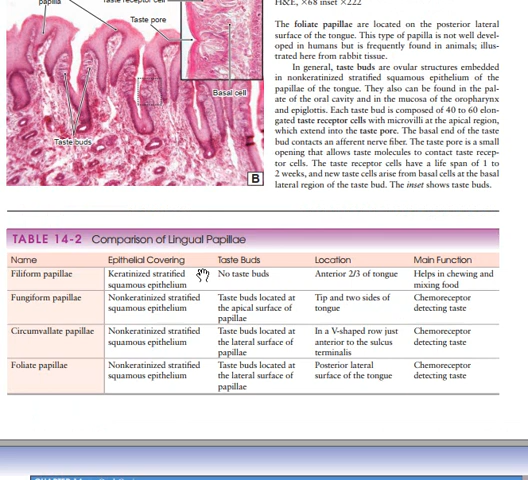 papilla
Taste receptor cell
Taste pore
Basal cell
Taste buds
B
H&E, ×68 inset ×222
The foliate papillae are located on the posterior lateral
surface of the tongue. This type of papilla is not well devel-
oped in humans but is frequently found in animals; illus-
trated here from rabbit tissue.
In general, taste buds are ovular structures embedded
in nonkeratinized stratified squamous epithelium of the
papillae of the tongue. They also can be found in the pal-
ate of the oral cavity and in the mucosa of the oropharynx
and epiglottis. Each taste bud is composed of 40 to 60 elon-
gated taste receptor cells with microvilli at the apical region,
which extend into the taste pore. The basal end of the taste
bud contacts an afferent nerve fiber. The taste pore is a small
opening that allows taste molecules to contact taste recep-
tor cells. The taste receptor cells have a life span of 1 to
2 weeks, and new taste cells arise from basal cells at the basal
lateral region of the taste bud. The inset shows taste buds.
TABLE 14-2 Comparison of Lingual Papillae
Name Epithelial Covering Taste Buds Location Main Function
Filiform papillae Keratinized stratified No taste buds Anterior 2/3 of tongue Helps in chewing and
squamous epithelium mixing food
Fungiform papillae Nonkeratinized stratified Taste buds located at Tip and two sides of Chemoreceptor
squamous epithelium the apical surface of tongue detecting taste
papillae
Circumvallate papillae Nonkeratinized stratified Taste buds located at In a V-shaped row just Chemoreceptor
squamous epithelium the lateral surface of anterior to the sulcus detecting taste
papillae terminalis
Foliate papillae Nonkeratinized stratified Taste buds located at Posterior lateral Chemoreceptor
squamous epithelium the lateral surface of surface of the tongue detecting taste
papillae